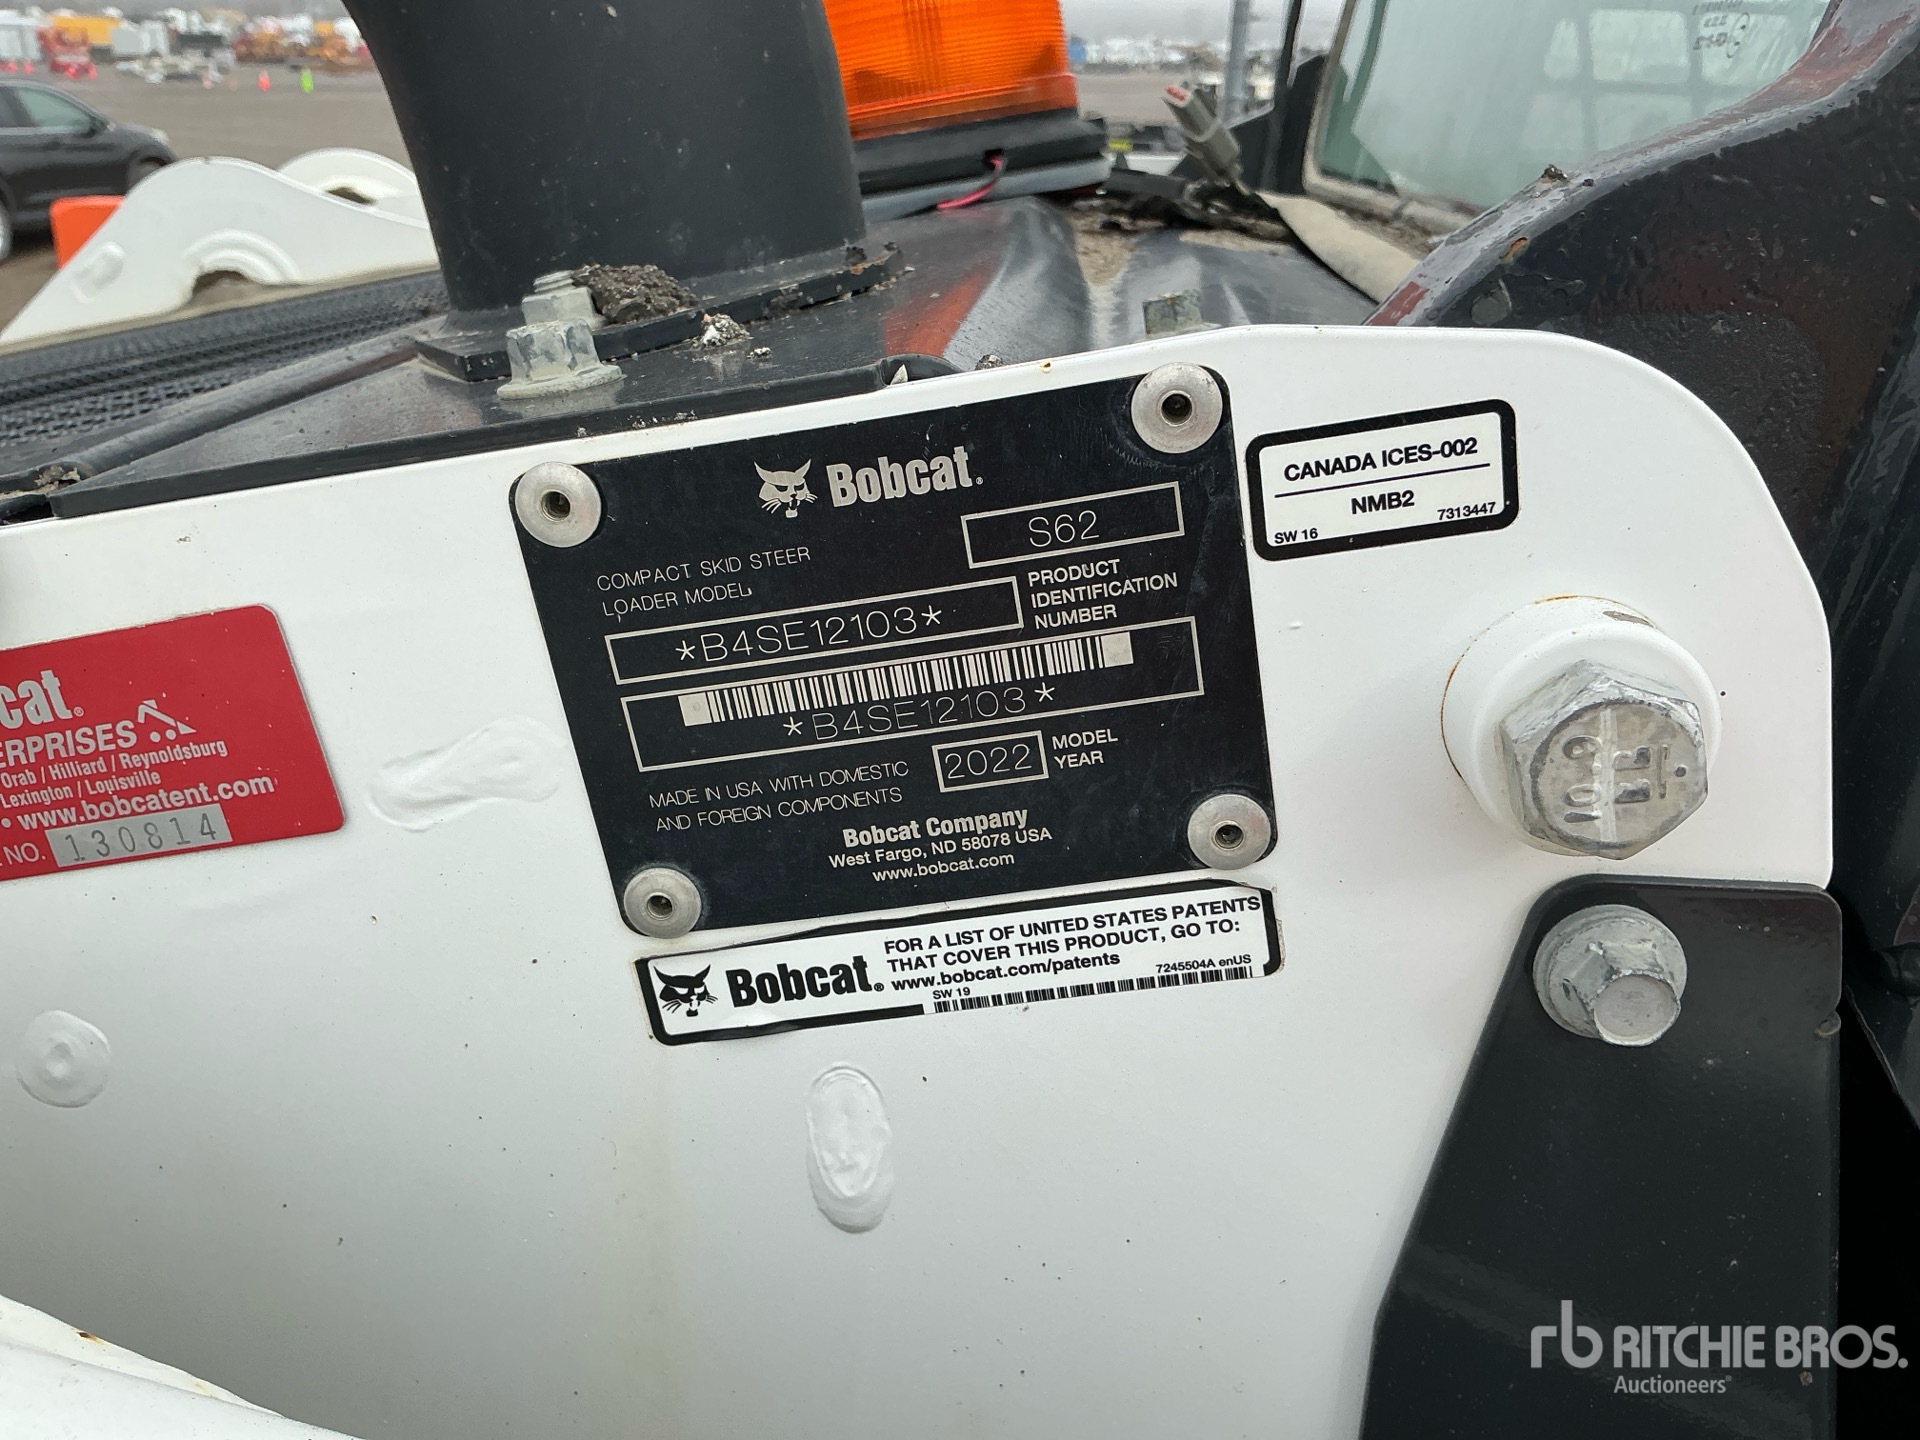 Bobcat.
COMPACT SKID STEER
LOADER MODEL
S62
*B4SE12103*
PRODUCT
IDENTIFICATION
NUMBER
*B4SE12103*
MADE IN USA WITH DOMESTIC
AND FOREIGN COMPONENTS
2022
MODEL
YEAR
Bobcat Company
West Fargo, ND 58078 USA
www.bobcat.com
CANADA ICES-002
NMB2
SW 16
7313447
cat.
ERPRISES
Orab / Hilliard / Reynoldsburg
Lexington / Louisville
• www.bobcatent.com
NO. 130814
Bobcat.
FOR A LIST OF UNITED STATES PATENTS
THAT COVER THIS PRODUCT, GO TO:
www.bobcat.com/patents
7245504A enUS
SW 19
10.9
rb RITCHIE BROS.
Auctioneers